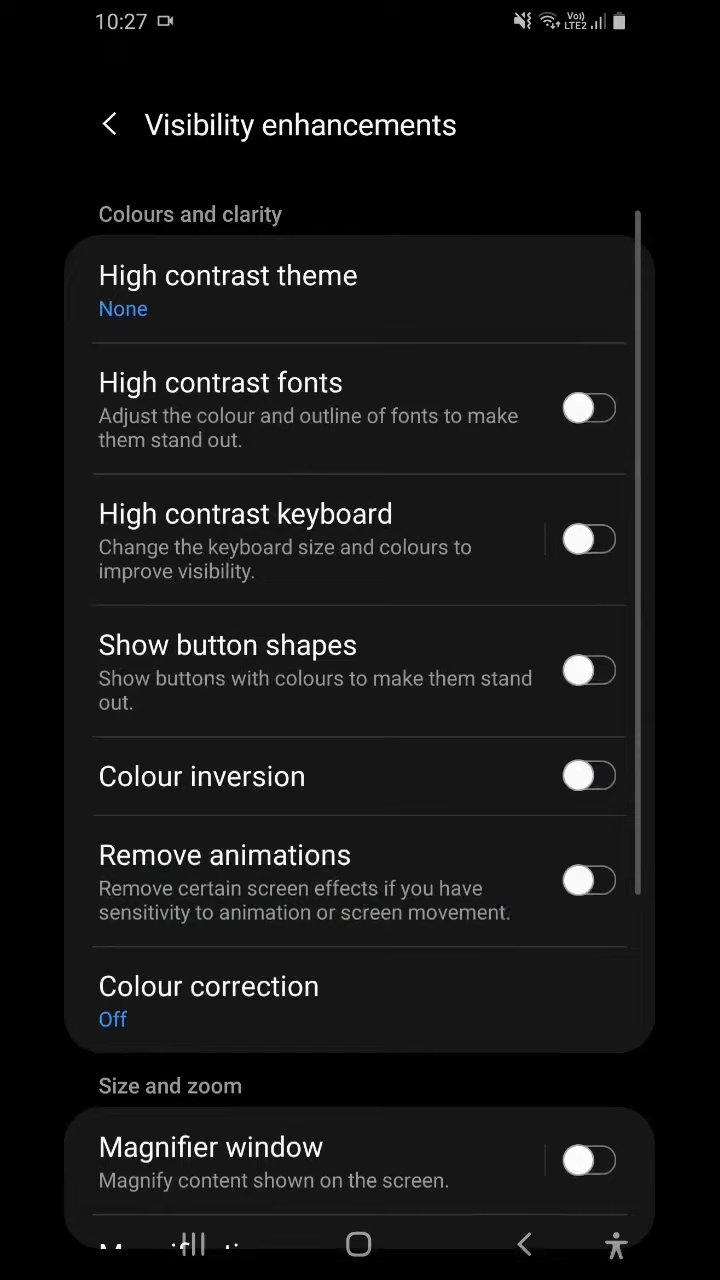 10:27
Vo)) LTE2
Visibility enhancements
Colours and clarity
High contrast theme
None
High contrast fonts
Adjust the colour and outline of fonts to make
them stand out.
High contrast keyboard
Change the keyboard size and colours to
improve visibility.
Show button shapes
Show buttons with colours to make them stand
out.
Colour inversion
Remove animations
Remove certain screen effects if you have
sensitivity to animation or screen movement.
Colour correction
Off
Size and zoom
Magnifier window
Magnify content shown on the screen.